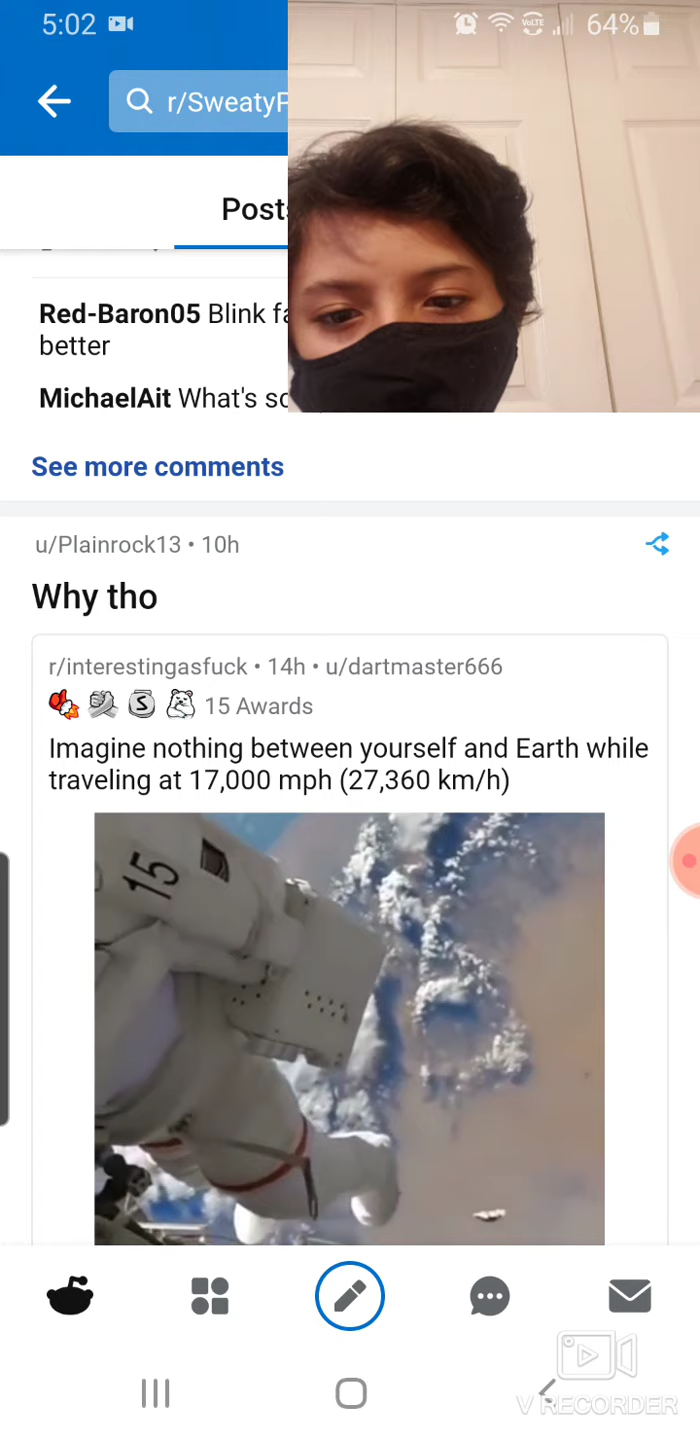 5:02
VoLTE
64%
r/SweatyP
Posts
Red-Baron05 Blink fa
better
MichaelAit What's so
See more comments
u/Plainrock13 • 10h
Why tho
r/interestingasfuck • 14h • u/dartmaster666
S
15 Awards
Imagine nothing between yourself and Earth while
traveling at 17,000 mph (27,360 km/h)
15
V RECORDER